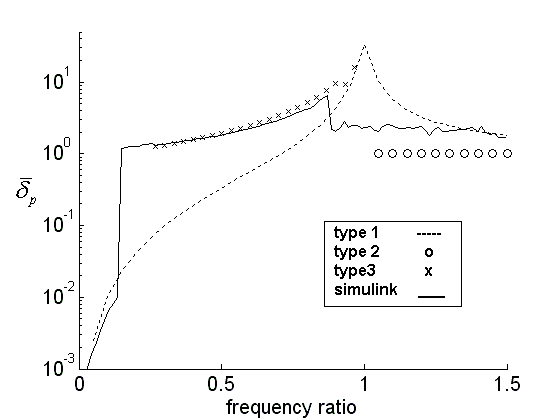 10^1
10^0
δ̄_p
10^-1
10^-2
10^-3
type 1
type 2
type3
simulink
0 0.5 1 1.5
frequency ratio